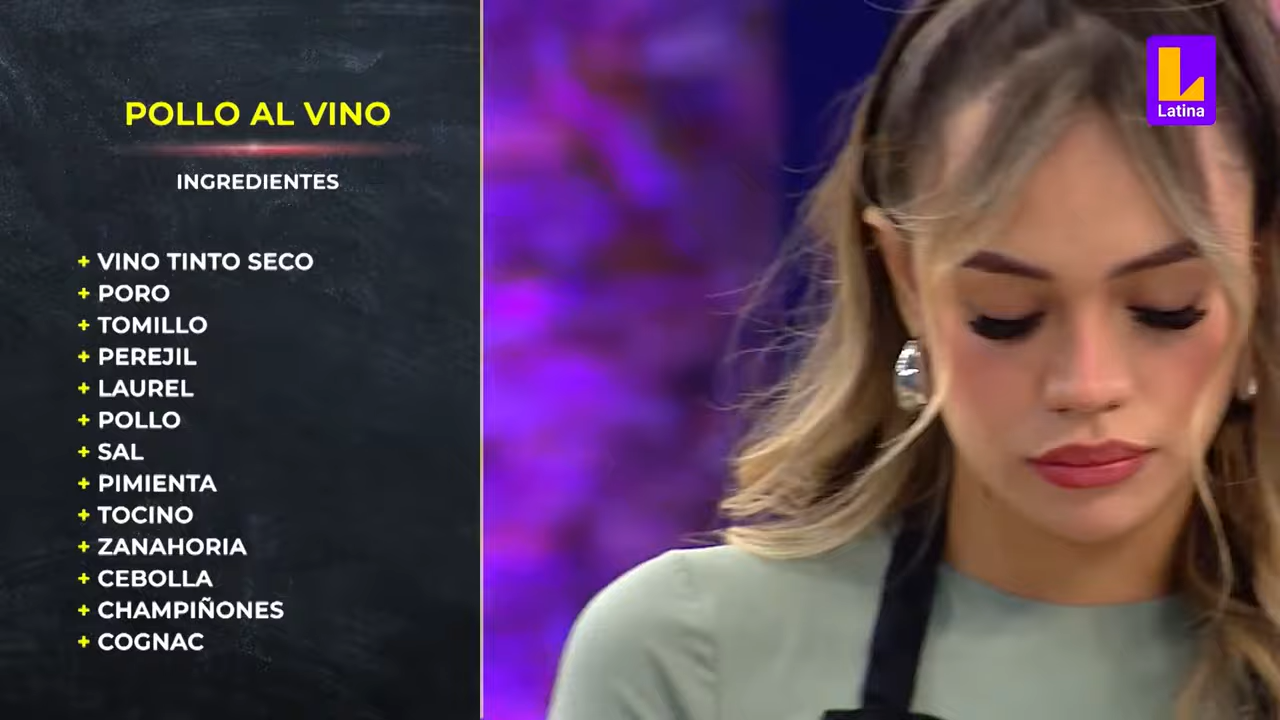 POLLO AL VINO
INGREDIENTES
+ VINO TINTO SECO
+ PORO
+ TOMILLO
+ PEREJIL
+ LAUREL
+ POLLO
+ SAL
+ PIMIENTA
+ TOCINO
+ ZANAHORIA
+ CEBOLLA
+ CHAMPIÑONES
+ COGNAC
L
Latina